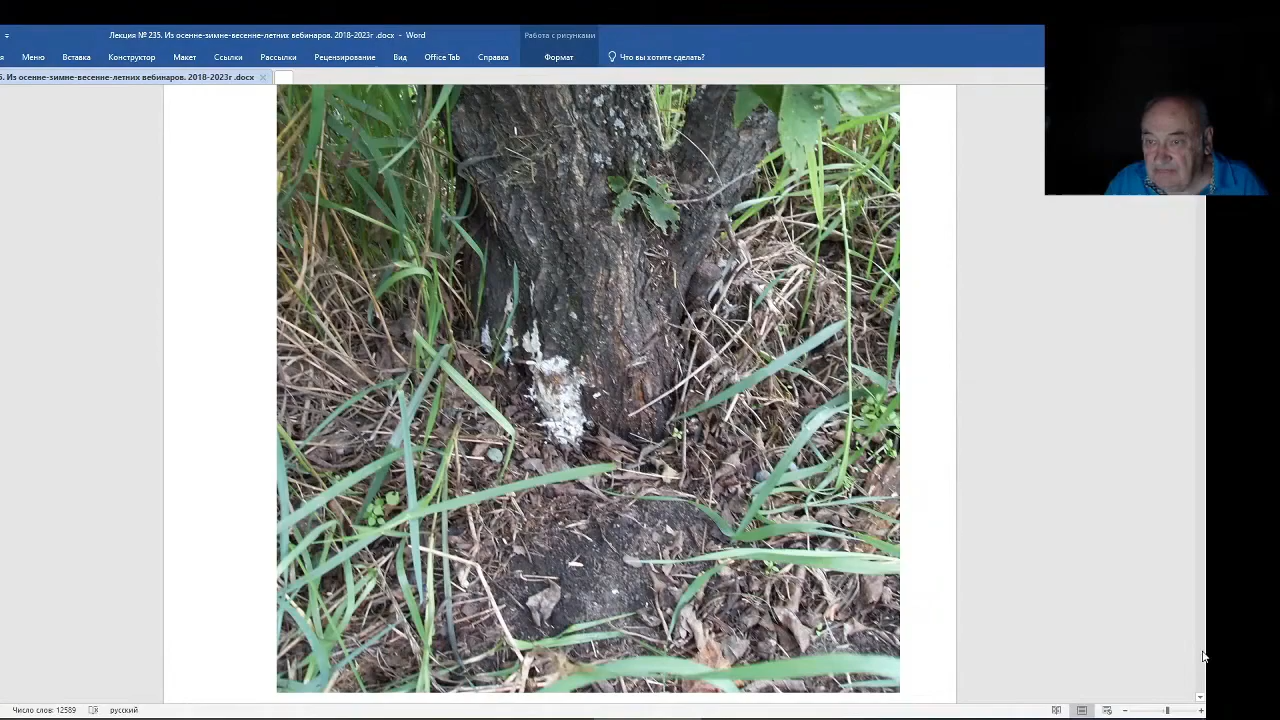 Лекция № 235. Из осенне-зимне-весенне-летних вебинаров. 2018-2023г .docx - Word
Работа с рисунками
Меню Вставка Конструктор Макет Ссылки Рассылки Рецензирование Вид Office Tab Справка Формат Что вы хотите сделать?
5. Из осенне-зимне-весенне-летних вебинаров. 2018-2023г .docx
Число слов: 12589 русский